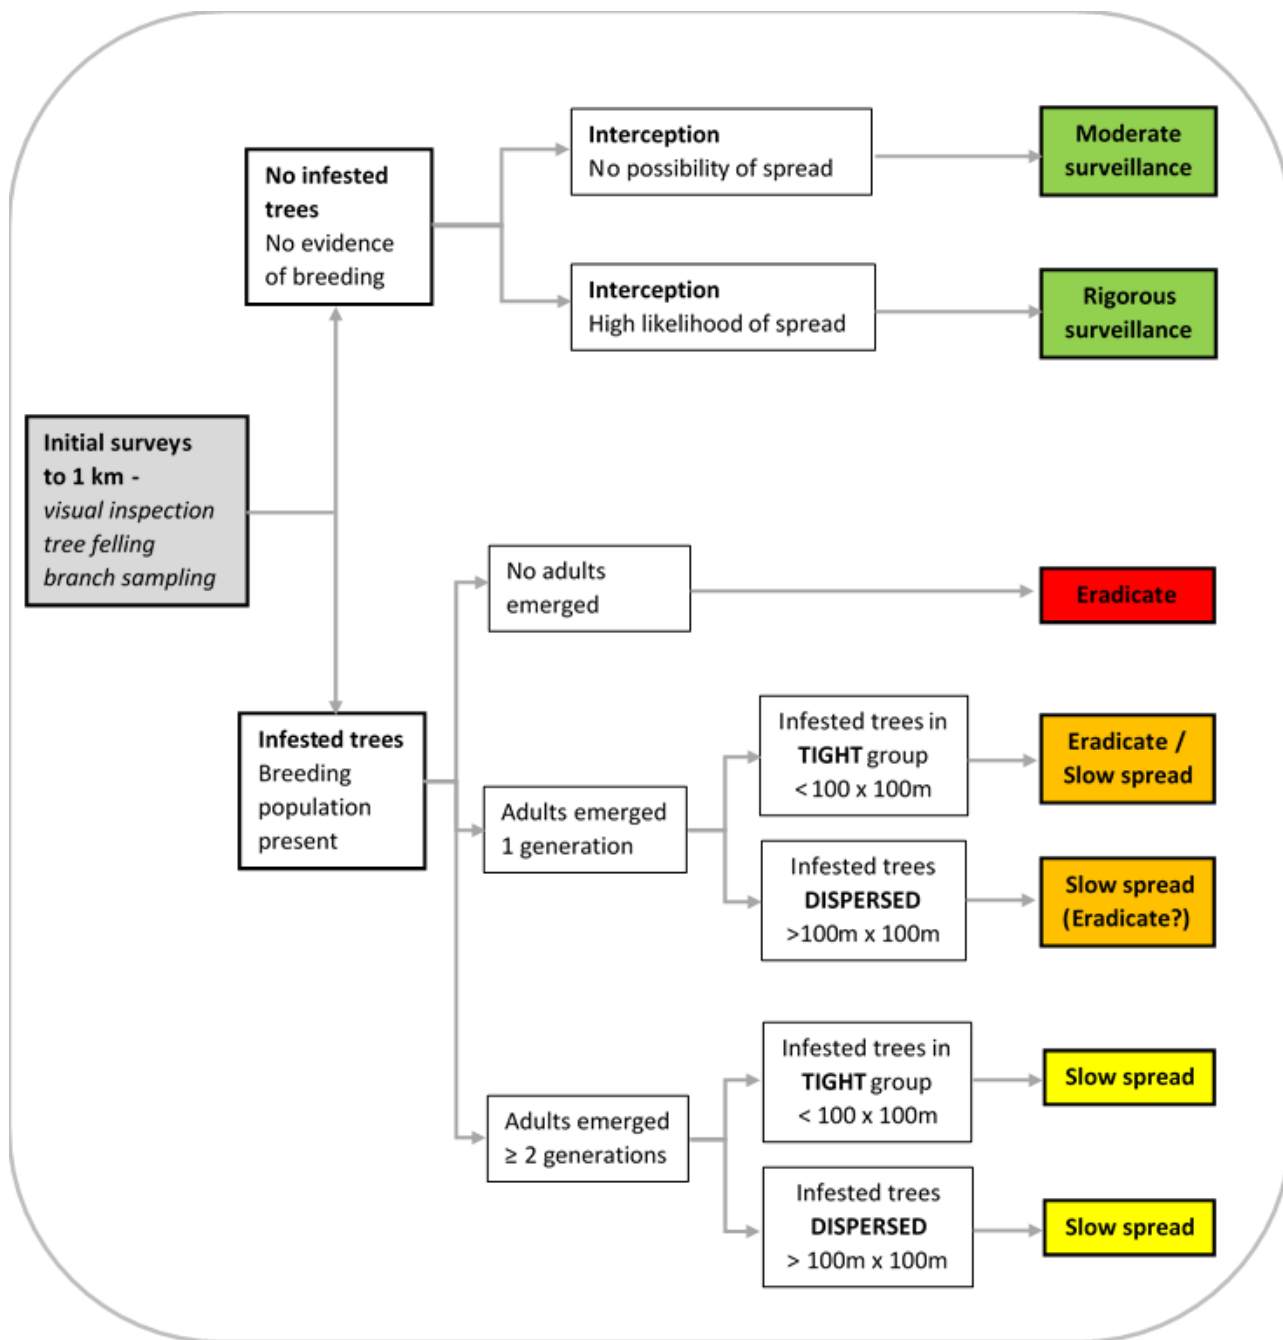 Initial surveys
to 1 km -
visual inspection
tree felling
branch sampling
No infested
trees
No evidence
of breeding
Interception
No possibility of spread
Moderate
surveillance
Interception
High likelihood of spread
Rigorous
surveillance
Infested trees
Breeding
population
present
No adults
emerged
Eradicate
Adults emerged
1 generation
Infested trees in
TIGHT group
< 100 x 100m
Eradicate /
Slow spread
Infested trees
DISPERSED
>100m x 100m
Slow spread
(Eradicate?)
Adults emerged
≥ 2 generations
Infested trees in
TIGHT group
< 100 x 100m
Slow spread
Infested trees
DISPERSED
> 100m x 100m
Slow spread